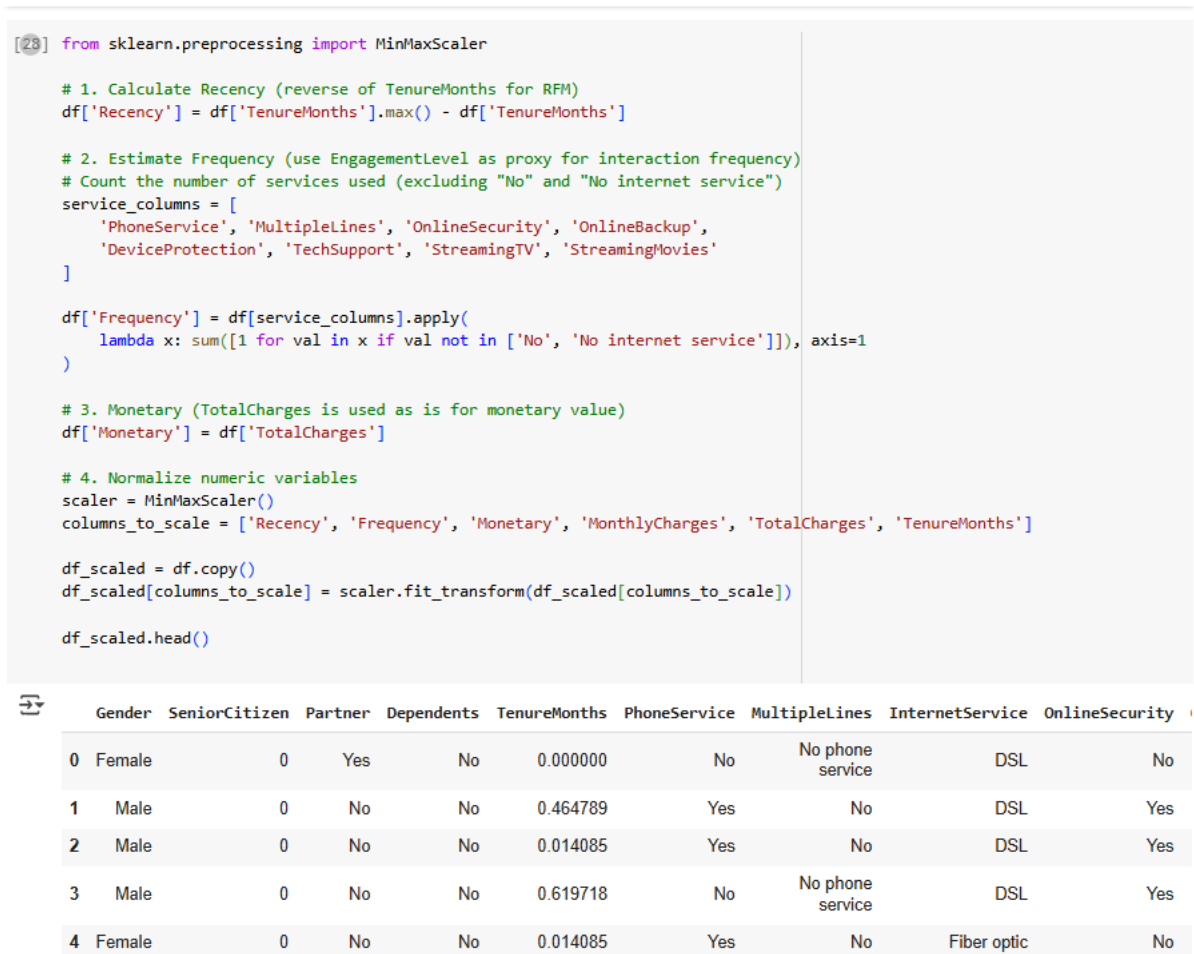 [28] from sklearn.preprocessing import MinMaxScaler
# 1. Calculate Recency (reverse of TenureMonths for RFM)
df['Recency'] = df['TenureMonths'].max() - df['TenureMonths']
# 2. Estimate Frequency (use EngagementLevel as proxy for interaction frequency)
# Count the number of services used (excluding "No" and "No internet service")
service_columns = [
    'PhoneService', 'MultipleLines', 'OnlineSecurity', 'OnlineBackup',
    'DeviceProtection', 'TechSupport', 'StreamingTV', 'StreamingMovies'
]
df['Frequency'] = df[service_columns].apply(
    lambda x: sum([1 for val in x if val not in ['No', 'No internet service']]), axis=1
)
# 3. Monetary (TotalCharges is used as is for monetary value)
df['Monetary'] = df['TotalCharges']
# 4. Normalize numeric variables
scaler = MinMaxScaler()
columns_to_scale = ['Recency', 'Frequency', 'Monetary', 'MonthlyCharges', 'TotalCharges', 'TenureMonths']
df_scaled = df.copy()
df_scaled[columns_to_scale] = scaler.fit_transform(df_scaled[columns_to_scale])
df_scaled.head()
Gender SeniorCitizen Partner Dependents TenureMonths PhoneService MultipleLines InternetService OnlineSecurity
0 Female 0 Yes No 0.000000 No No phone service DSL No
1 Male 0 No No 0.464789 Yes No DSL Yes
2 Male 0 No No 0.014085 Yes No DSL Yes
3 Male 0 No No 0.619718 No No phone service DSL Yes
4 Female 0 No No 0.014085 Yes No Fiber optic No